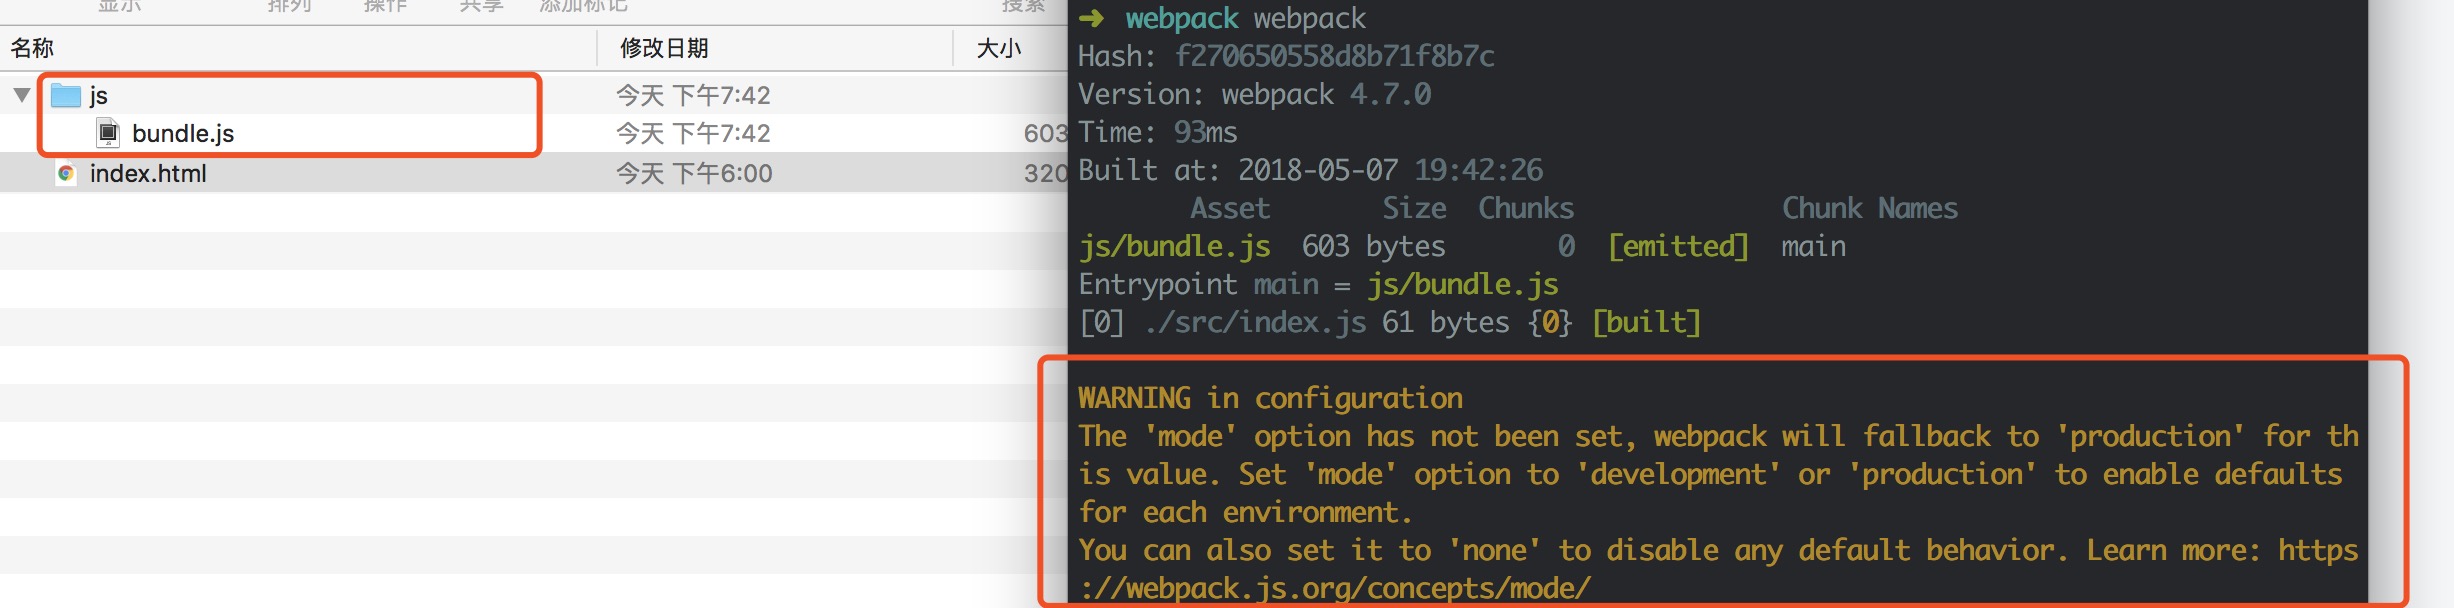 显示 排列 操作 共享 添加标记 搜索
名称 修改日期 大小
js 今天 下午7:42
bundle.js 今天 下午7:42 603
index.html 今天 下午6:00 320
➜ webpack webpack
Hash: f270650558d8b71f8b7c
Version: webpack 4.7.0
Time: 93ms
Built at: 2018-05-07 19:42:26
Asset Size Chunks Chunk Names
js/bundle.js 603 bytes 0 [emitted] main
Entrypoint main = js/bundle.js
[0] ./src/index.js 61 bytes {0} [built]
WARNING in configuration
The 'mode' option has not been set, webpack will fallback to 'production' for th
is value. Set 'mode' option to 'development' or 'production' to enable defaults
for each environment.
You can also set it to 'none' to disable any default behavior. Learn more: https
://webpack.js.org/concepts/mode/